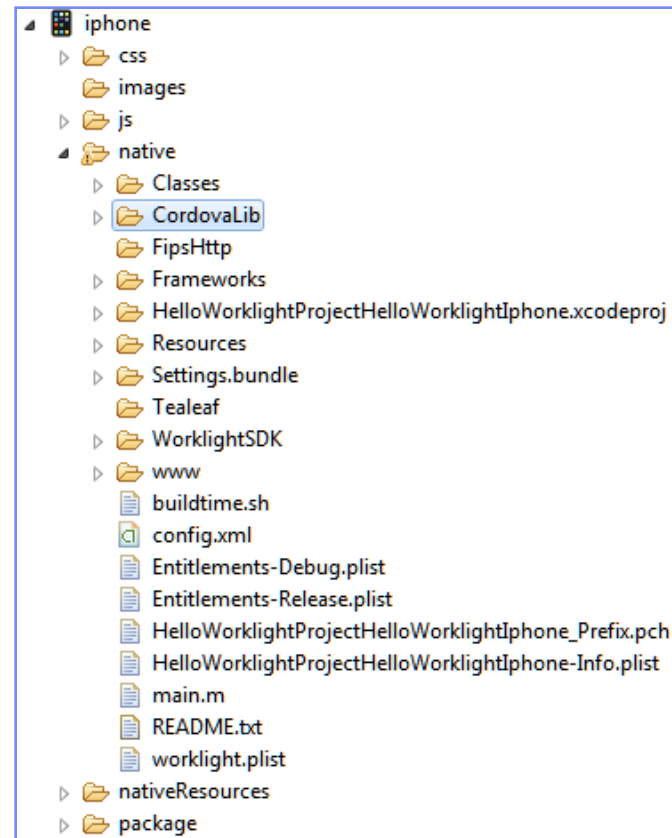 iphone
css
images
js
native
Classes
CordovaLib
FipsHttp
Frameworks
HelloWorklightProjectHelloWorklightIphone.xcodeproj
Resources
Settings.bundle
Tealeaf
WorklightSDK
www
buildtime.sh
config.xml
Entitlements-Debug.plist
Entitlements-Release.plist
HelloWorklightProjectHelloWorklightIphone_Prefix.pch
HelloWorklightProjectHelloWorklightIphone-Info.plist
main.m
README.txt
worklight.plist
nativeResources
package